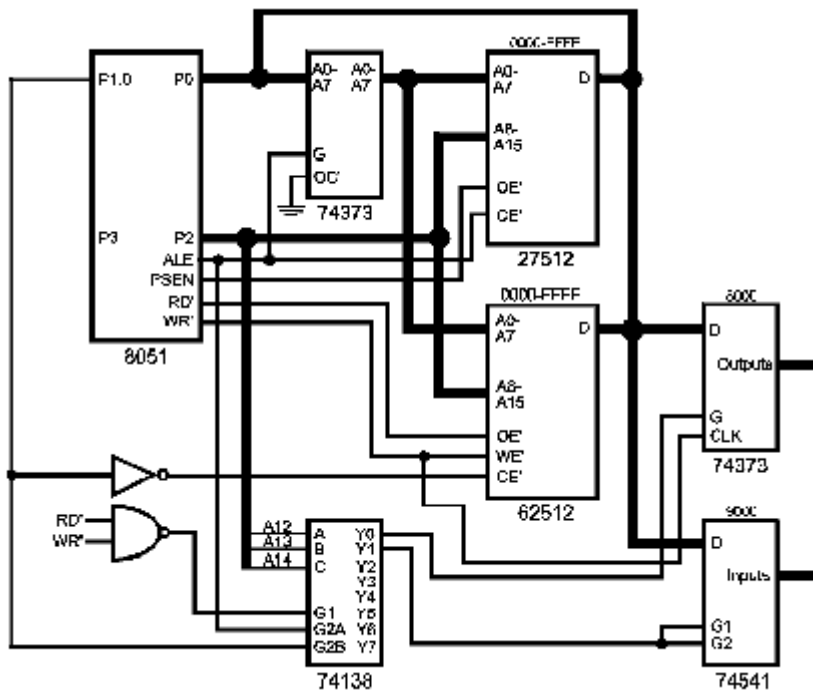 P1.0 P0
P3 P2
ALE
PSEN
RD'
WR'
8051
A0-
A7
A0-
A7
G
OC'
74373
0000-FFFF
A0-
A7
D
A8-
A15
OE'
CE'
27512
0000-FFFF
A0-
A7
D
A8-
A15
OE'
WE'
CE'
62512
8000
D
Outputs
G
CLK
74373
RD'
WR'
A12
A13
A14
A Y0
B Y1
C Y2
Y3
Y4
G1 Y5
G2A Y6
G2B Y7
74138
9000
D
Inputs
G1
G2
74541